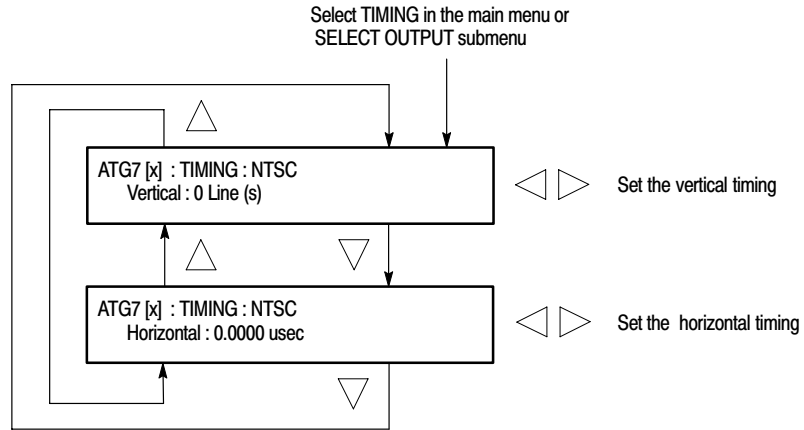 Select TIMING in the main menu or
SELECT OUTPUT submenu
ATG7 [x] : TIMING : NTSC
Vertical : 0 Line (s)
Set the vertical timing
ATG7 [x] : TIMING : NTSC
Horizontal : 0.0000 usec
Set the horizontal timing